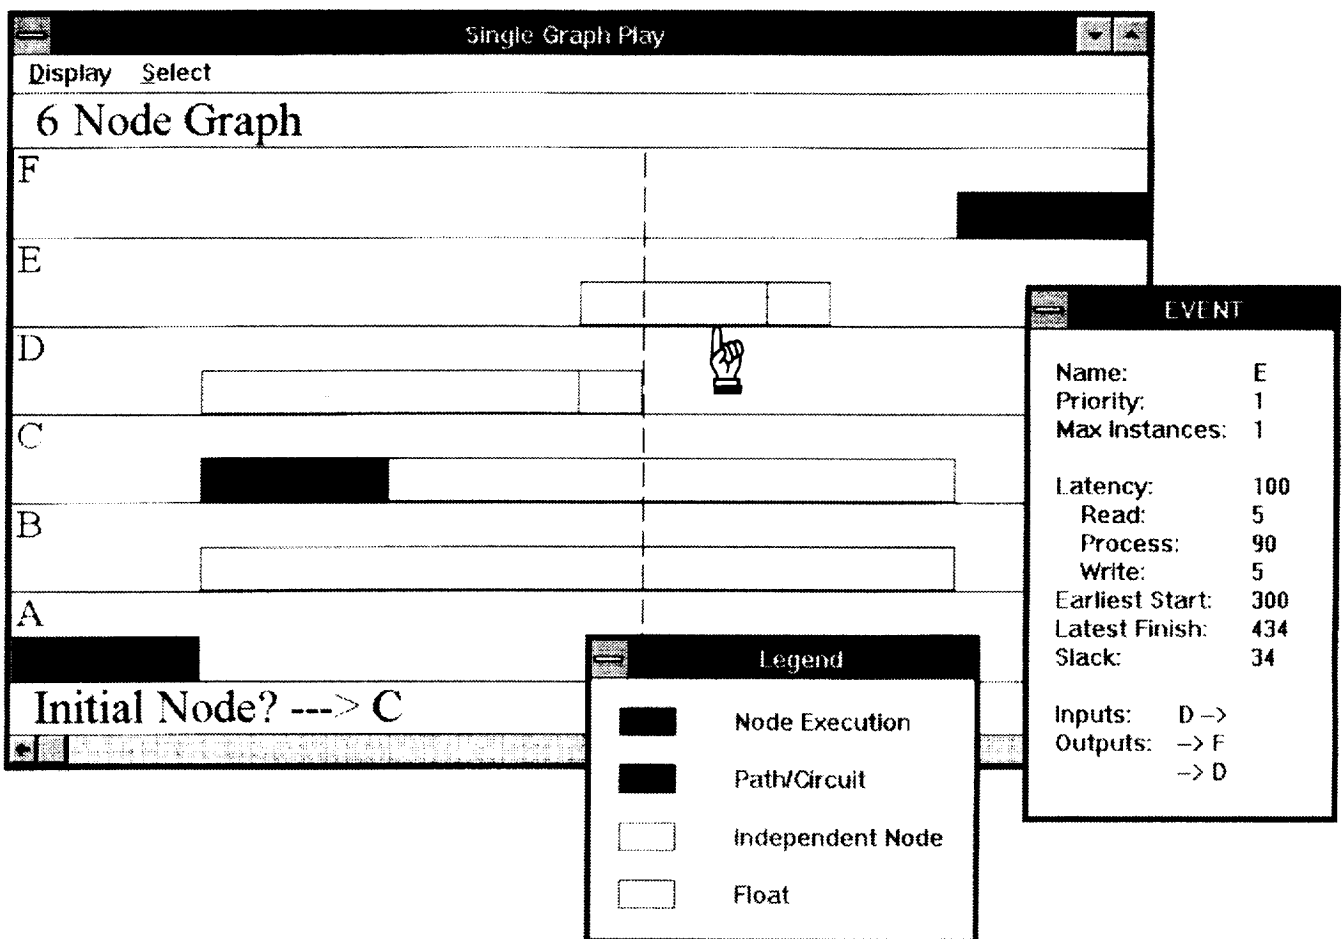 Single Graph Play
Display Select
6 Node Graph
F
E
D
C
B
A
Initial Node? ---> C
EVENT
Name: E
Priority: 1
Max Instances: 1
Latency: 100
Read: 5
Process: 90
Write: 5
Earliest Start: 300
Latest Finish: 434
Slack: 34
Inputs: D -->
Outputs: --> F
--> D
Legend
Node Execution
Path/Circuit
Independent Node
Float